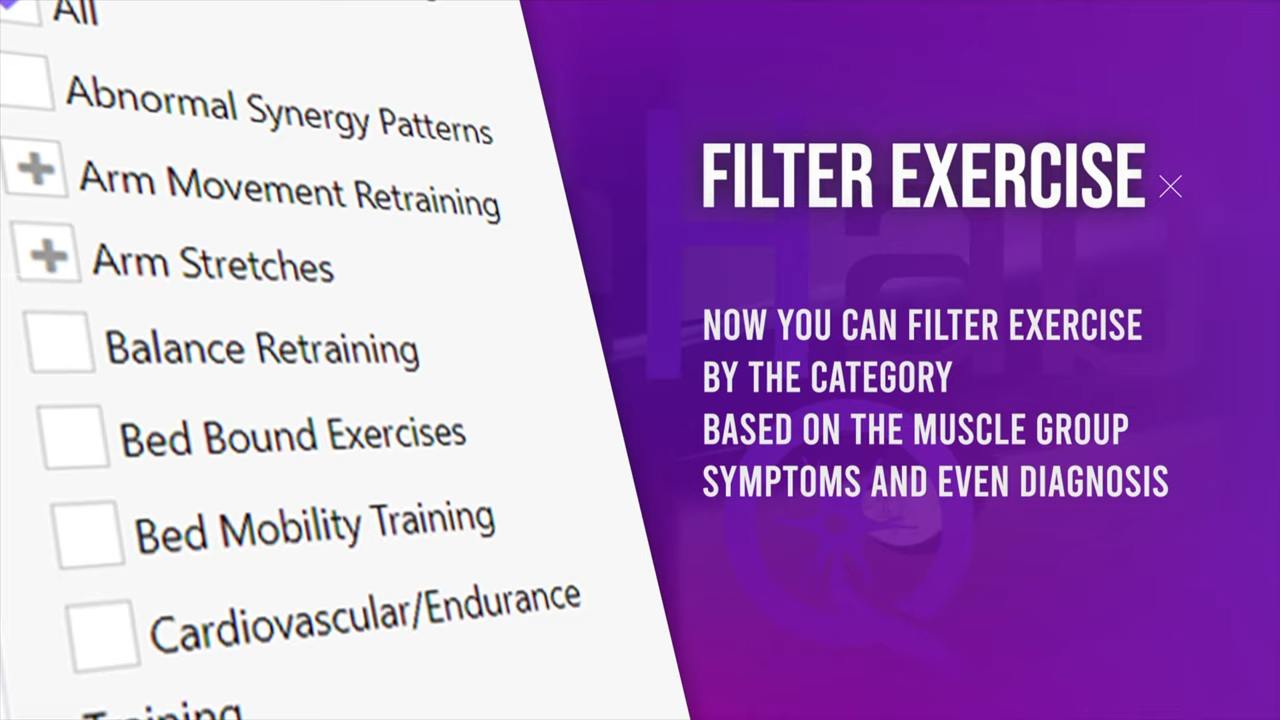 All
Abnormal Synergy Patterns
Arm Movement Retraining
Arm Stretches
Balance Retraining
Bed Bound Exercises
Bed Mobility Training
Cardiovascular/Endurance
Training
FILTER EXERCISE
NOW YOU CAN FILTER EXERCISE
BY THE CATEGORY
BASED ON THE MUSCLE GROUP
SYMPTOMS AND EVEN DIAGNOSIS